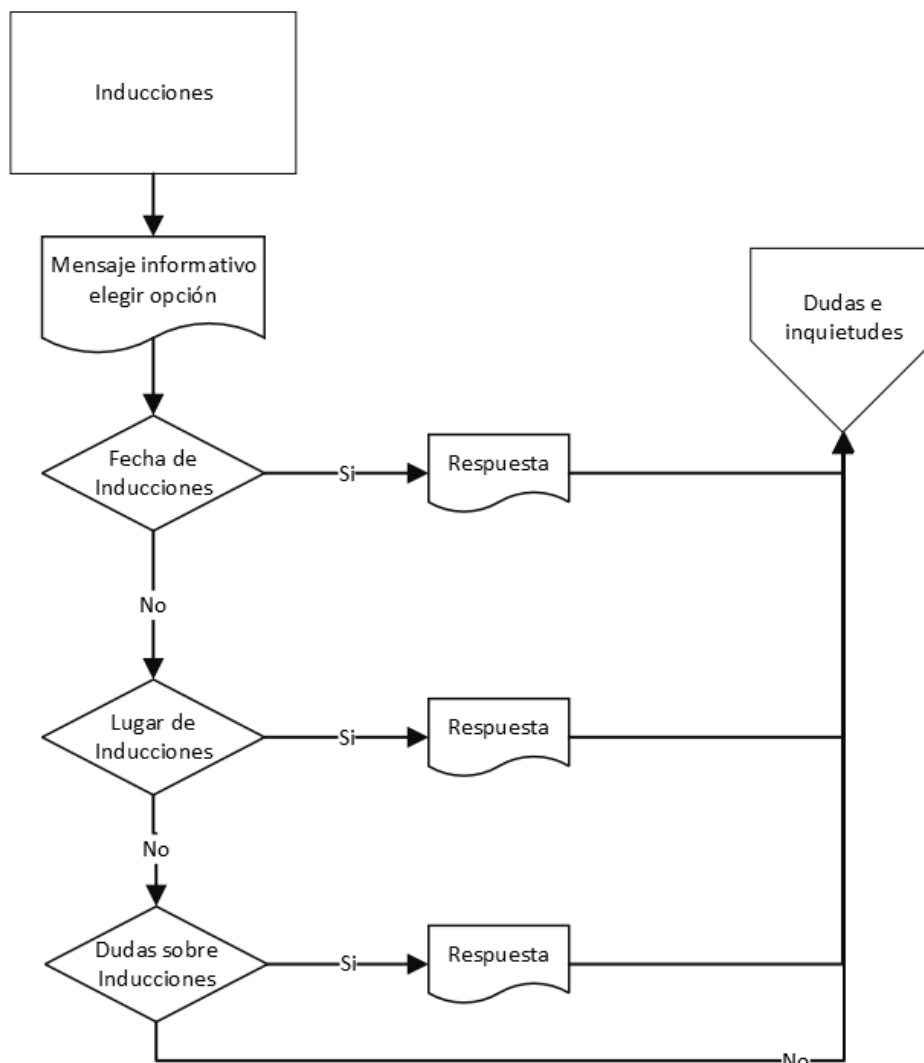 Inducciones
Mensaje informativo
elegir opción
Dudas e
inquietudes
Fecha de
Inducciones
Si
Respuesta
No
Lugar de
Inducciones
Si
Respuesta
No
Dudas sobre
Inducciones
Si
Respuesta
No